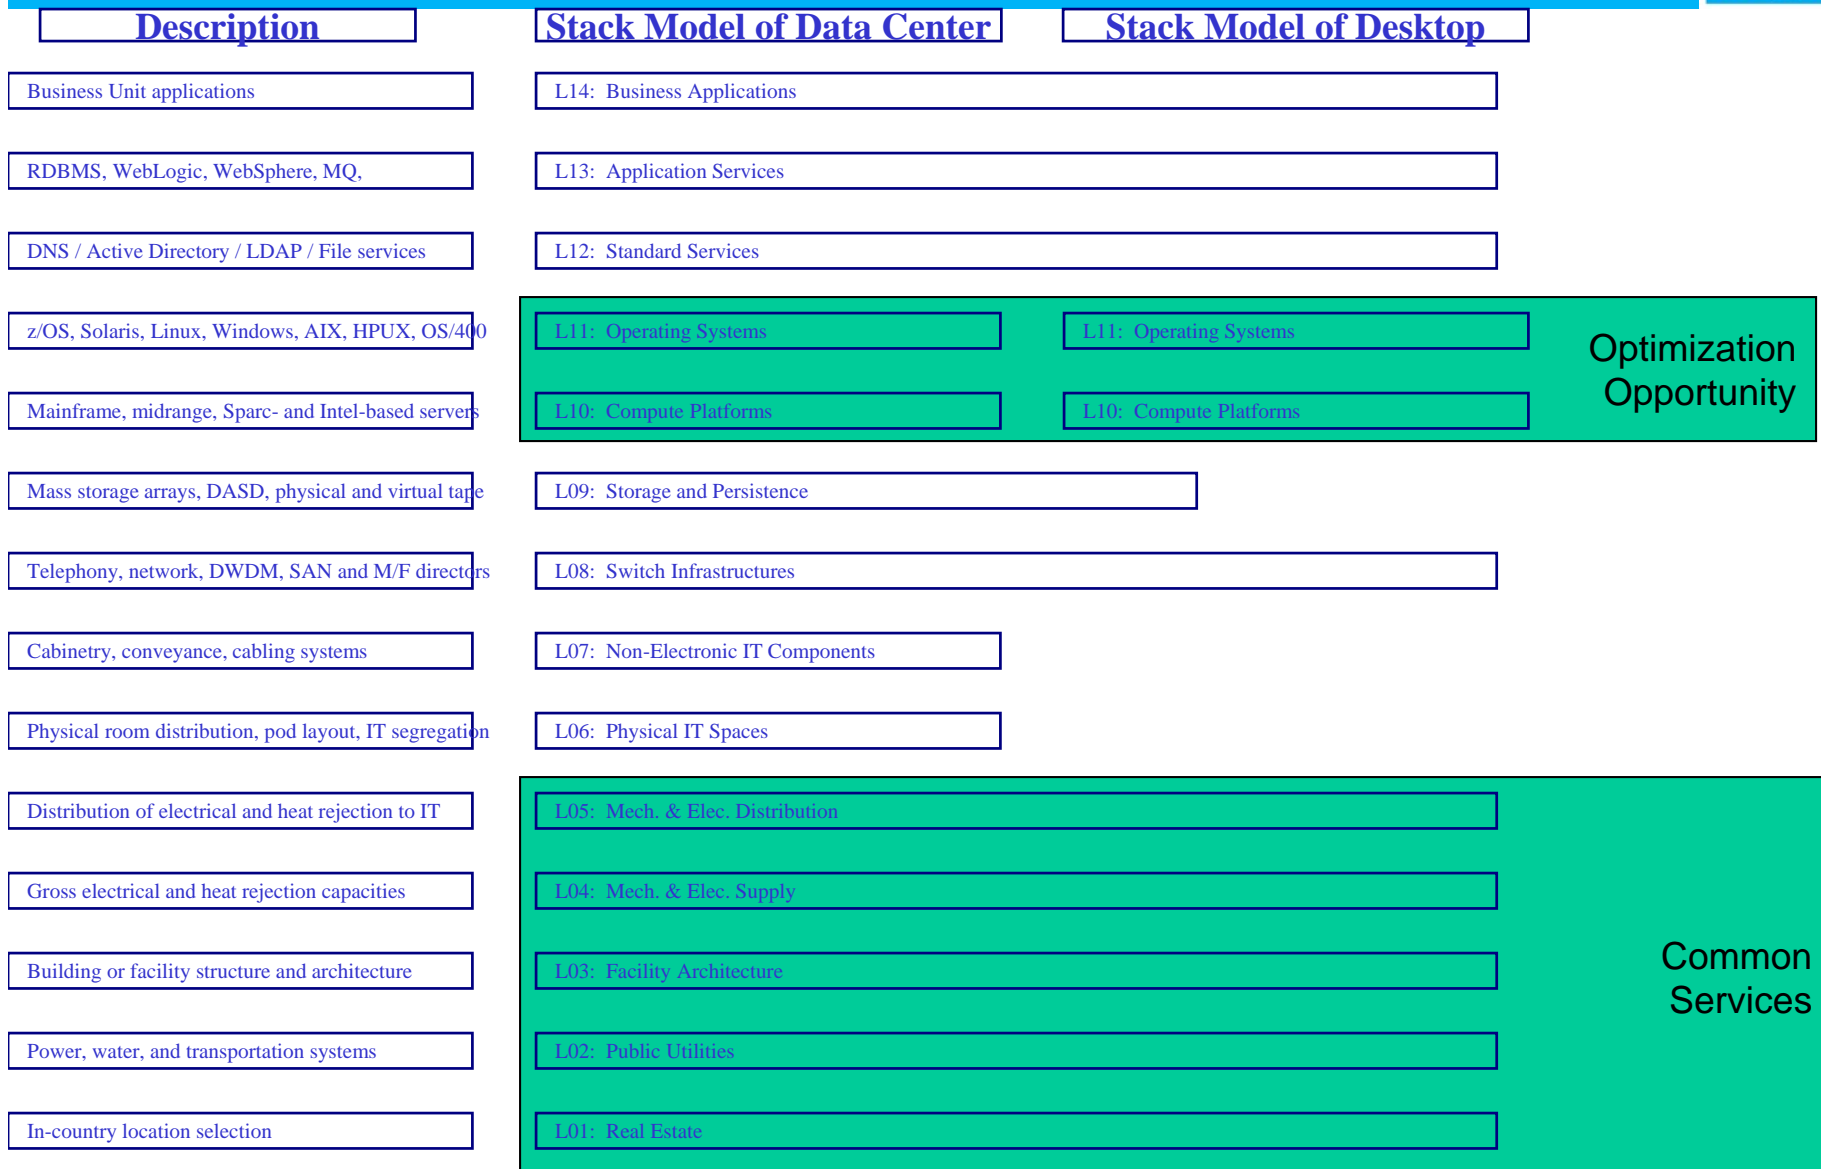 Description    Stack Model of Data Center    Stack Model of Desktop
Business Unit applications    L14:  Business Applications
RDBMS, WebLogic, WebSphere, MQ,    L13:  Application Services
DNS / Active Directory / LDAP / File services    L12:  Standard Services
z/OS, Solaris, Linux, Windows, AIX, HPUX, OS/400    L11:  Operating Systems    L11:  Operating Systems
Optimization
Opportunity
Mainframe, midrange, Sparc- and Intel-based servers    L10:  Compute Platforms    L10:  Compute Platforms
Mass storage arrays, DASD, physical and virtual tape    L09:  Storage and Persistence
Telephony, network, DWDM, SAN and M/F directors    L08:  Switch Infrastructures
Cabinetry, conveyance, cabling systems    L07:  Non-Electronic IT Components
Physical room distribution, pod layout, IT segregation    L06:  Physical IT Spaces
Distribution of electrical and heat rejection to IT    L05:  Mech. & Elec. Distribution
Gross electrical and heat rejection capacities    L04:  Mech. & Elec. Supply
Building or facility structure and architecture    L03:  Facility Architecture
Common
Services
Power, water, and transportation systems    L02:  Public Utilities
In-country location selection    L01:  Real Estate